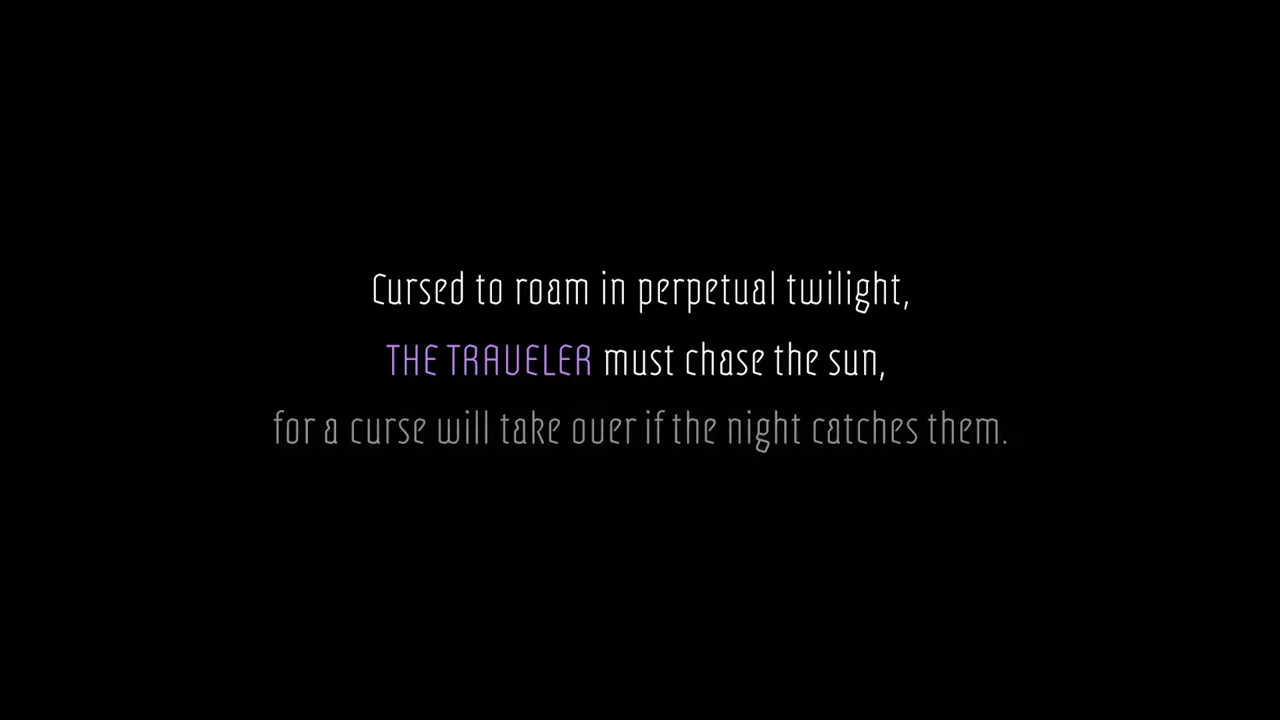 Cursed to roam in perpetual twilight,
THE TRAVELER must chase the sun,
for a curse will take over if the night catches them.